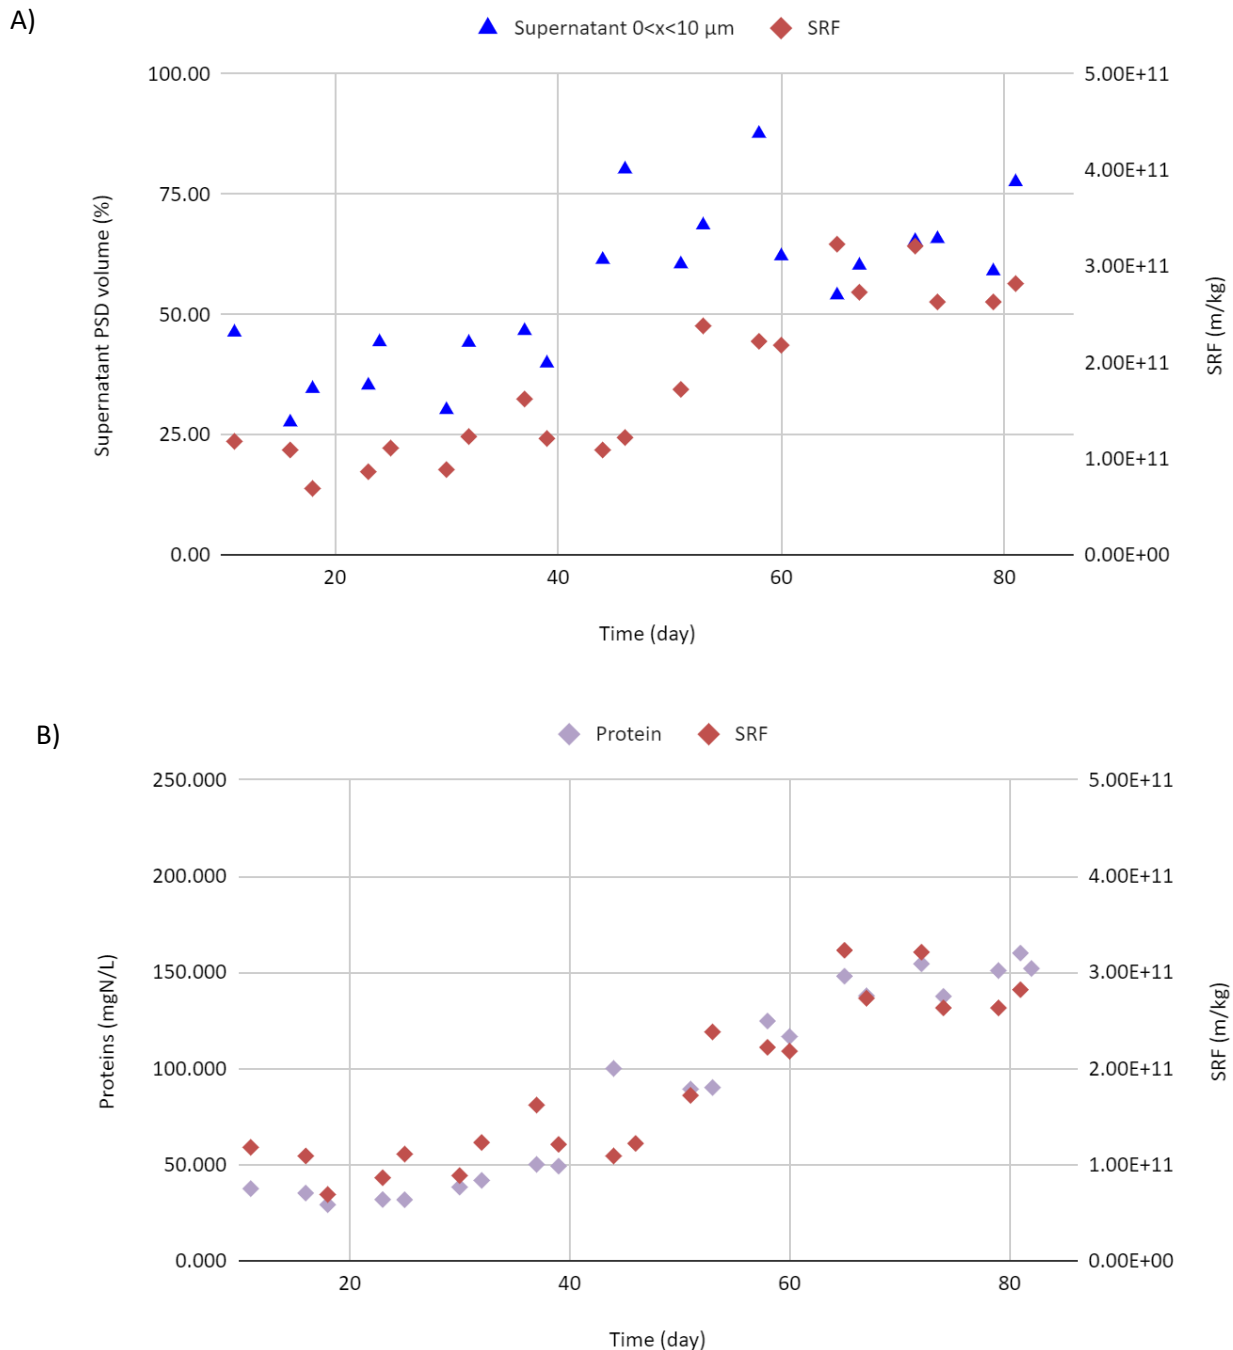 A)
Supernatant 0<x<10 µm SRF
100.00 5.00E+11
4.00E+11
75.00
3.00E+11
50.00
2.00E+11
25.00
1.00E+11
0.00 0.00E+00
Supernatant PSD volume (%)
SRF (m/kg)
20 40 60 80
Time (day)
B)
Protein SRF
250.000 5.00E+11
200.000 4.00E+11
150.000 3.00E+11
100.000 2.00E+11
50.000 1.00E+11
0.000 0.00E+00
Proteins (mgN/L)
SRF (m/kg)
20 40 60 80
Time (day)